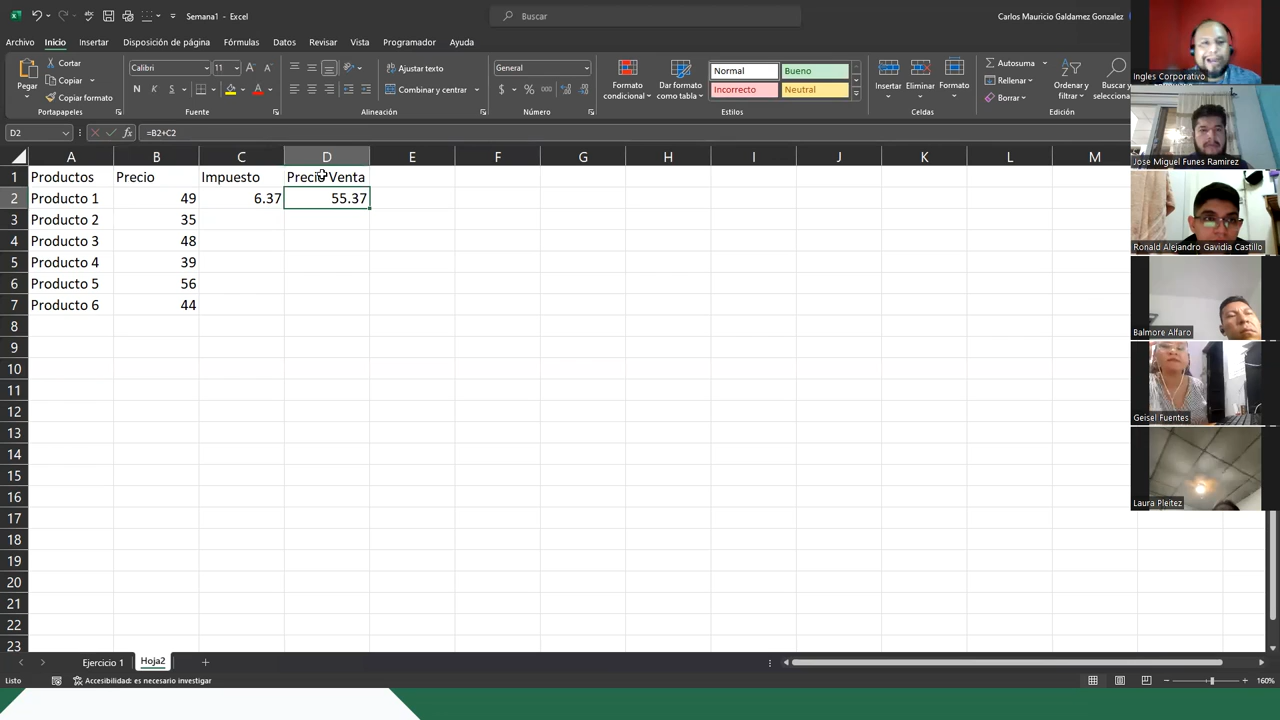 Semana1 - Excel
Buscar
Carlos Mauricio Galdamez Gonzalez
Archivo Inicio Insertar Disposición de página Fórmulas Datos Revisar Vista Programador Ayuda
Pegar
Cortar
Copiar
Copiar formato
Portapapeles
Calibri 11
N K S
Fuente
Ajustar texto
Combinar y centrar
Alineación
General
$ % 000
Número
Formato condicional
Dar formato como tabla
Normal Bueno
Incorrecto Neutral
Estilos
Insertar Eliminar Formato
Celdas
Autosuma
Rellenar
Borrar
Ordenar y filtrar
Buscar y
Edición
D2 fx =B2+C2
A B C D E F G H I J K L M
1 Productos Precio Impuesto Precio Venta
2 Producto 1 49 6.37 55.37
3 Producto 2 35
4 Producto 3 48
5 Producto 4 39
6 Producto 5 56
7 Producto 6 44
8
9
10
11
12
13
14
15
16
17
18
19
20
21
22
23
Ejercicio 1 Hoja2
Listo Accesibilidad: es necesario investigar 160%
Ingles Corporativo
Jose Miguel Funes Ramirez
Ronald Alejandro Gavidia Castillo
Balmore Alfaro
Geisel Fuentes
Laura Pleitez